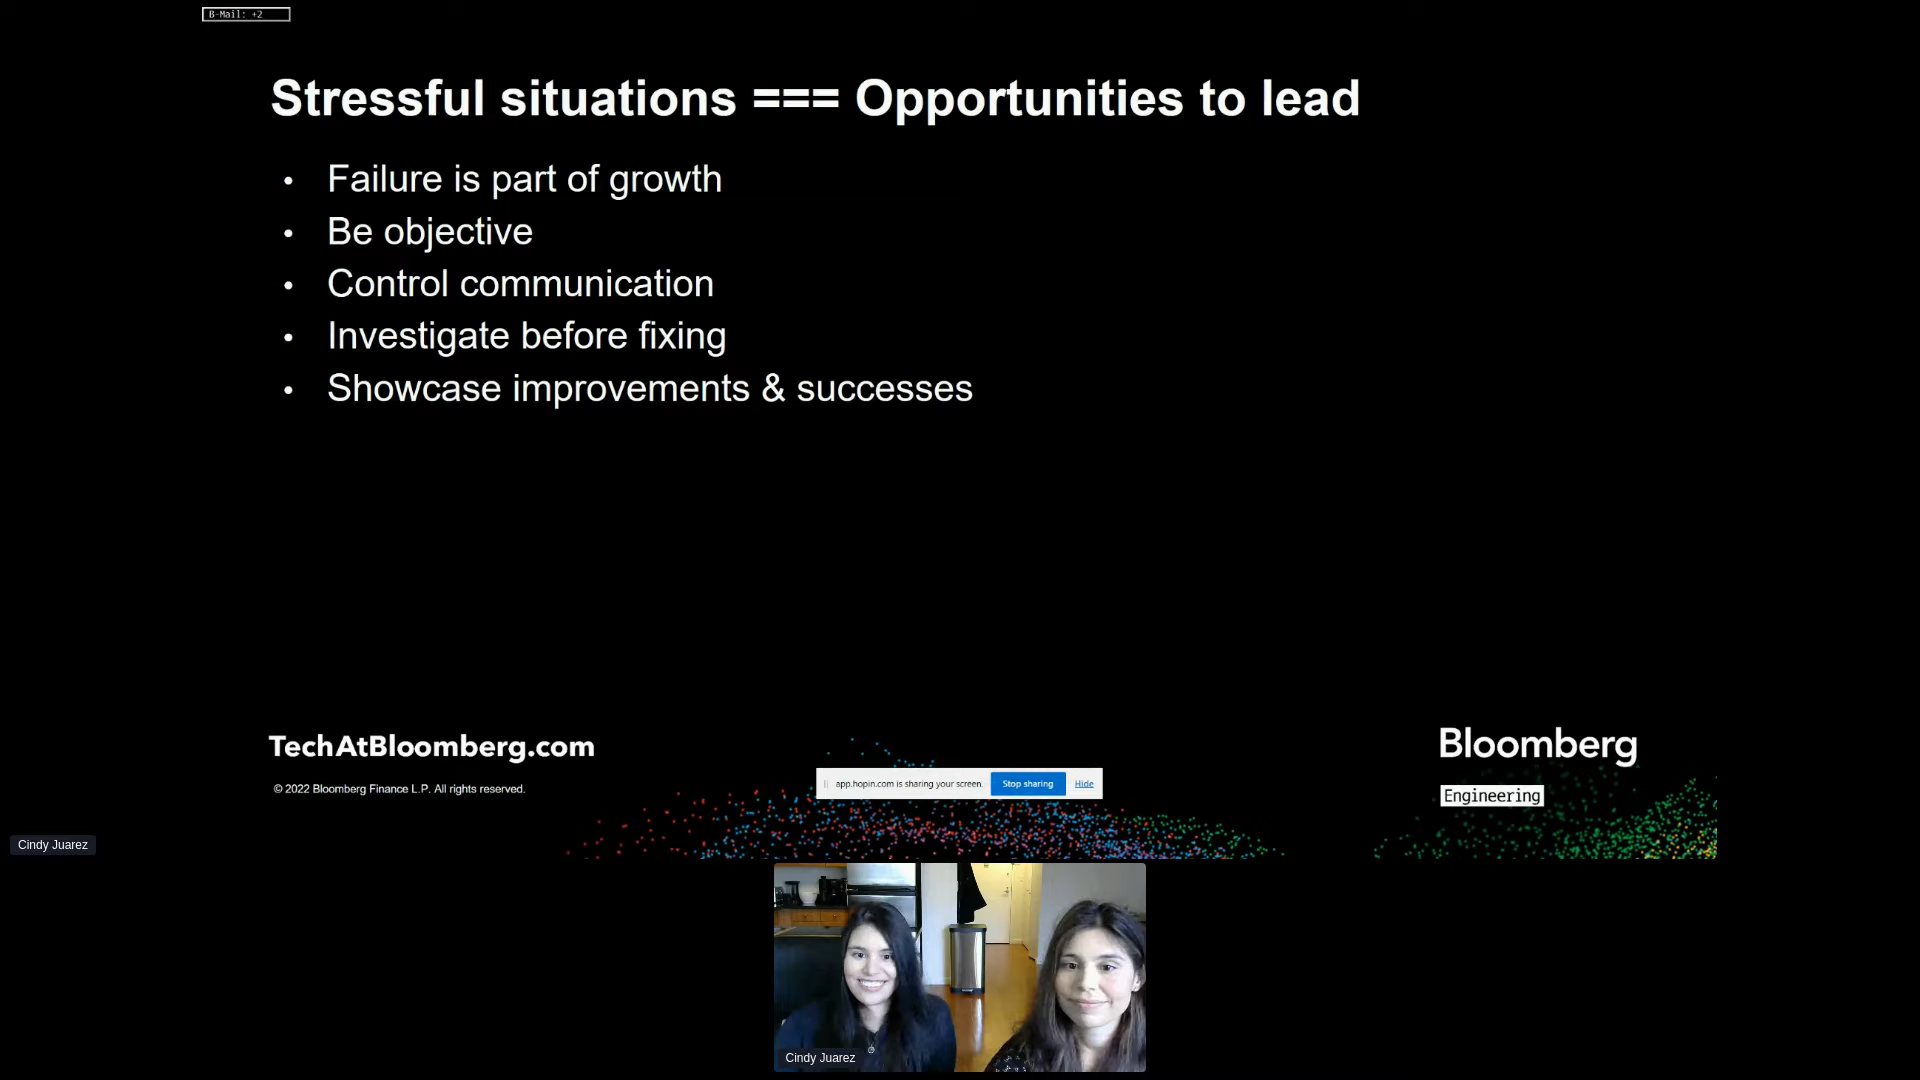 B-Mail: +2
Stressful situations === Opportunities to lead
• Failure is part of growth
• Be objective
• Control communication
• Investigate before fixing
• Showcase improvements & successes
TechAtBloomberg.com
© 2022 Bloomberg Finance L.P. All rights reserved.
app.hopin.com is sharing your screen. Stop sharing Hide
Bloomberg
Engineering
Cindy Juarez
Cindy Juarez